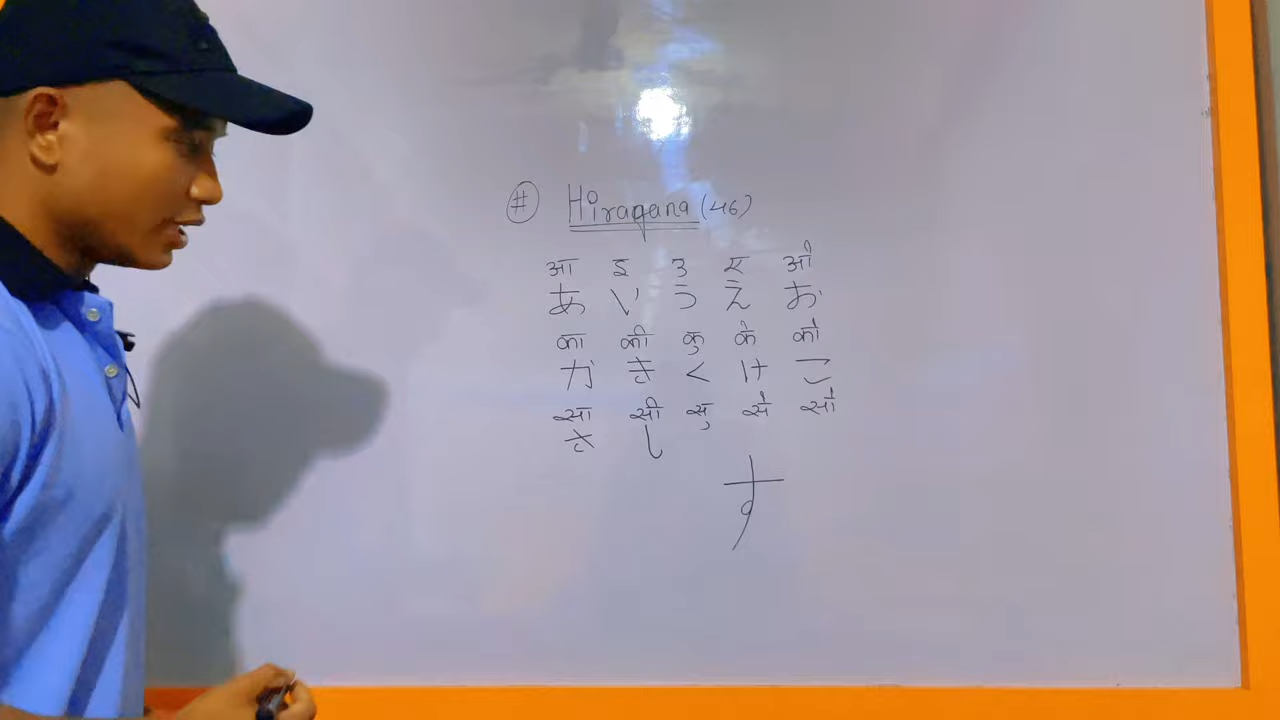 # Hiragana (46)
आ इ उ ए ओ
あ い う え お
का की कु के को
か き く け こ
सा सी सु से सो
さ し
す